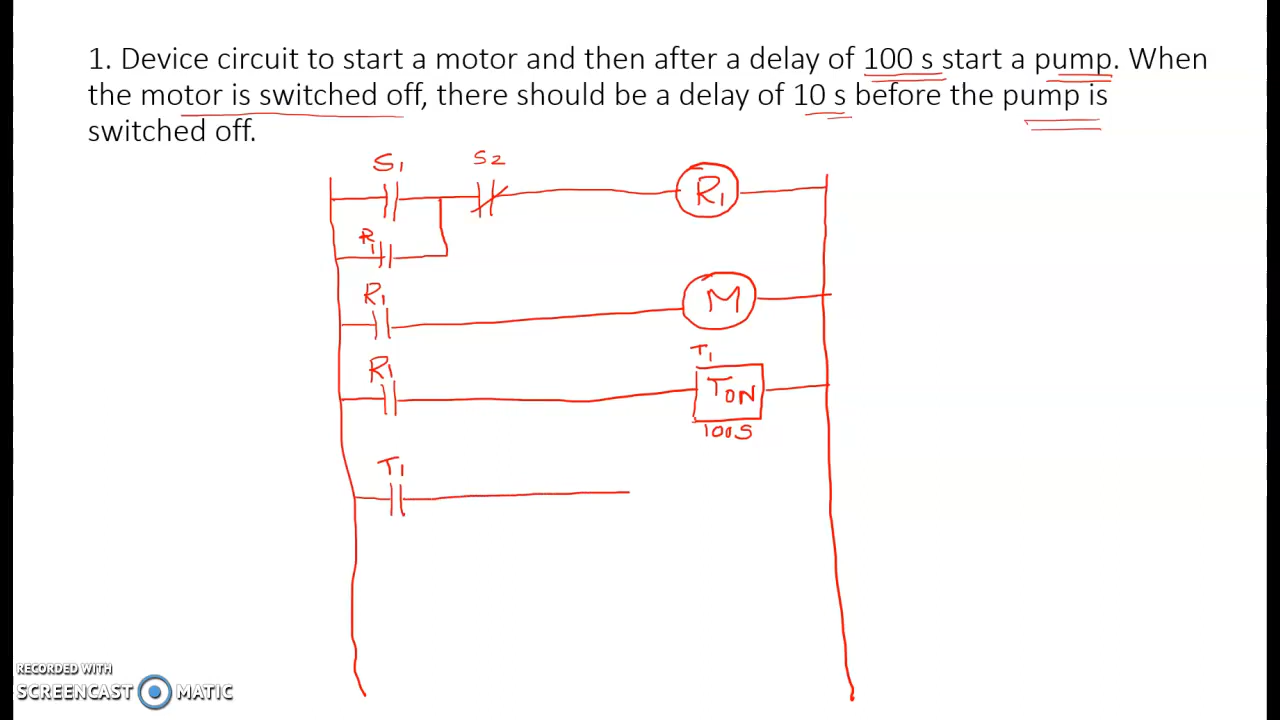 1. Device circuit to start a motor and then after a delay of 100 s start a pump. When
the motor is switched off, there should be a delay of 10 s before the pump is
switched off.
S1 S2
R1
R1
R1
M
R1
T1
TON
100S
T1
RECORDED WITH
SCREENCAST MATIC